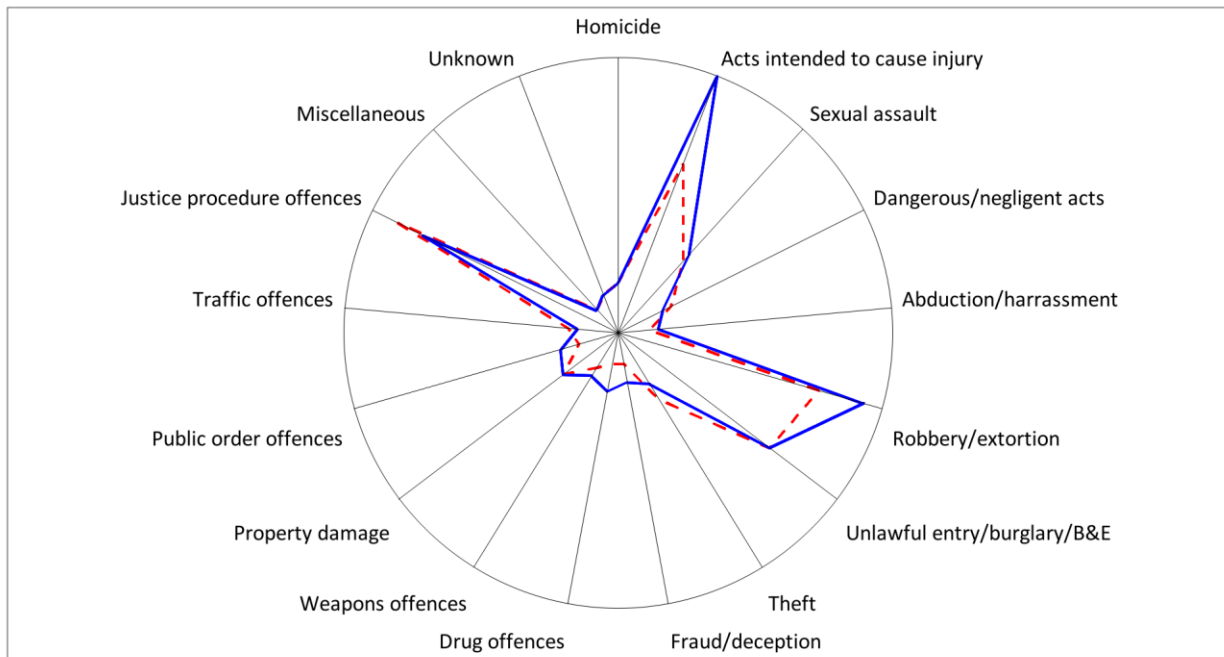 Homicide
Acts intended to cause injury
Sexual assault
Dangerous/negligent acts
Abduction/harrassment
Robbery/extortion
Unlawful entry/burglary/B&E
Theft
Fraud/deception
Drug offences
Weapons offences
Property damage
Public order offences
Traffic offences
Justice procedure offences
Miscellaneous
Unknown